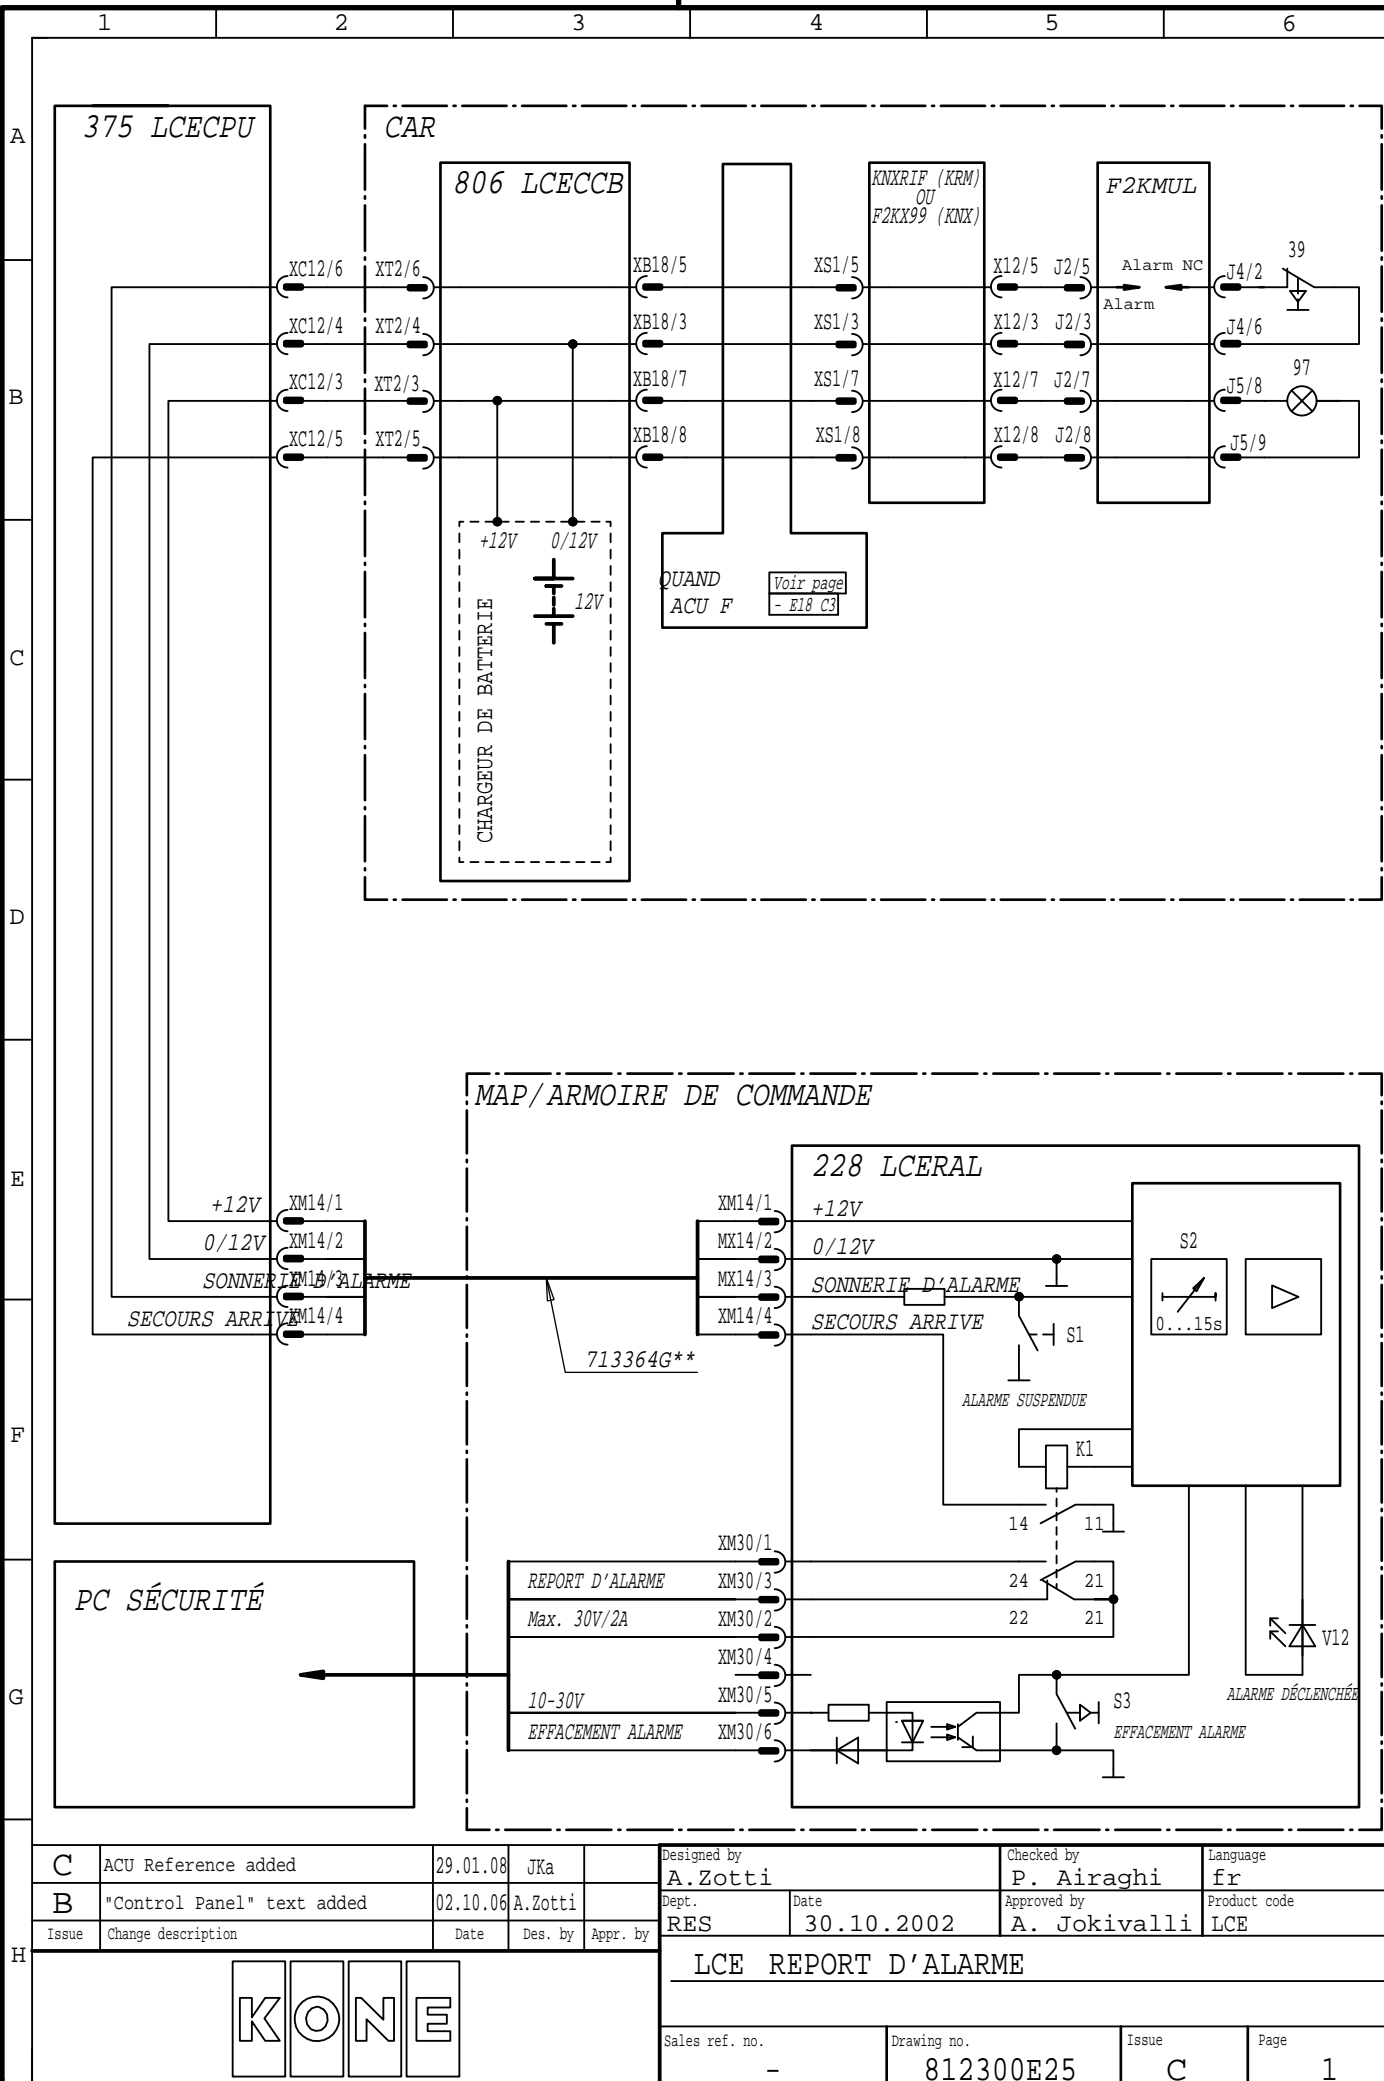 1 2 3 4 5 6
A
375 LCECPU
CAR
806 LCECCB
KNXRIF (KRM)
OU
F2KX99 (KNX)
F2KMUL
B
XC12/6 XT2/6 XB18/5 XS1/5 X12/5 J2/5 Alarm NC J4/2 39
Alarm
XC12/4 XT2/4 XB18/3 XS1/3 X12/3 J2/3 J4/6
XC12/3 XT2/3 XB18/7 XS1/7 X12/7 J2/7 J5/8 97
XC12/5 XT2/5 XB18/8 XS1/8 X12/8 J2/8 J5/9
C
+12V 0/12V
12V
CHARGEUR DE BATTERIE
QUAND
ACU F
Voir page
- E18 C3
D
MAP/ARMOIRE DE COMMANDE
E
228 LCERAL
+12V XM14/1 XM14/1 +12V
0/12V XM14/2 MX14/2 0/12V
SONNERIE D'ALARME XM14/3 MX14/3 SONNERIE D'ALARME
SECOURS ARRIVE XM14/4 XM14/4 SECOURS ARRIVE
S2
0...15s
S1
713364G**
ALARME SUSPENDUE
F
K1
14 11
PC SÉCURITÉ
XM30/1
REPORT D'ALARME XM30/3 24 21
Max. 30V/2A XM30/2 22 21
XM30/4
V12
G
10-30V XM30/5 S3
ALARME DÉCLENCHÉE
EFFACEMENT ALARME XM30/6 EFFACEMENT ALARME
H
C ACU Reference added 29.01.08 JKa
B "Control Panel" text added 02.10.06 A.Zotti
Issue Change description Date Des. by Appr. by
Designed by
A.Zotti
Checked by
P. Airaghi
Language
fr
Dept.
RES
Date
30.10.2002
Approved by
A. Jokivalli
Product code
LCE
LCE REPORT D'ALARME
KONE
Sales ref. no.
-
Drawing no.
812300E25
Issue
C
Page
1